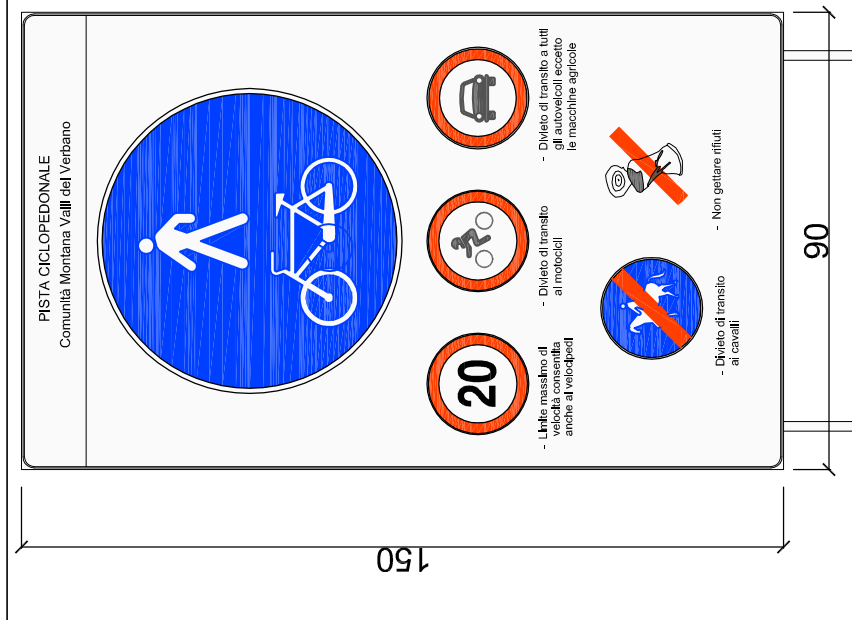 PISTA CICLOPEDONALE
Comunità Montana Valli del Verbano
20
- Limite massimo di
velocità consentita
anche ai velocipedi
- Divieto di transito
ai motocicli
- Divieto di transito a tutti
gli autoveicoli eccetto
le macchine agricole
- Divieto di transito
ai cavalli
- Non gettare rifiuti
90
150